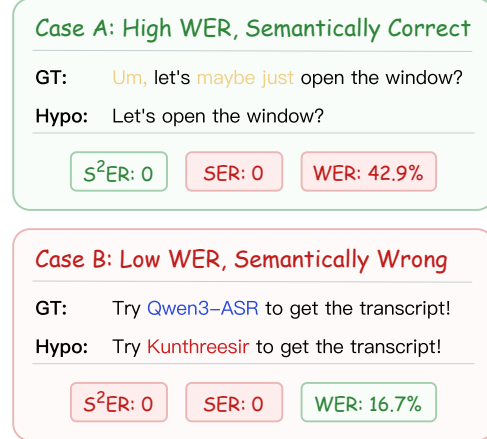 Case A: High WER, Semantically Correct
GT: Um, let's maybe just open the window?
Hypo: Let's open the window?
S²ER: 0 SER: 0 WER: 42.9%
Case B: Low WER, Semantically Wrong
GT: Try Qwen3-ASR to get the transcript!
Hypo: Try Kunthreesir to get the transcript!
S²ER: 0 SER: 0 WER: 16.7%